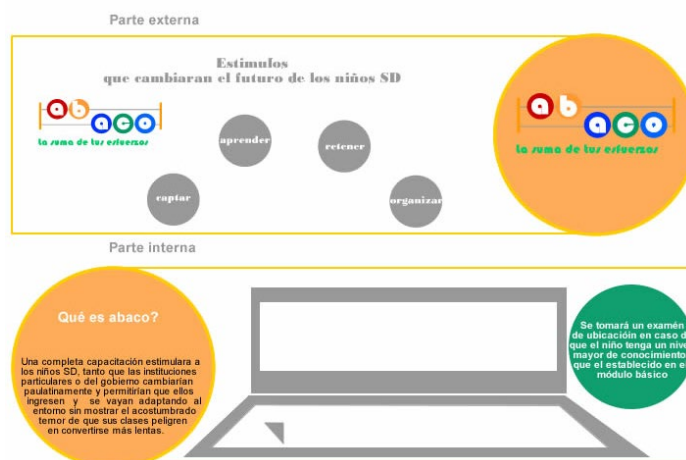 Parte externa
Estimulos
que cambiaran el futuro de los niños SD
ab
aco
La suma de tus esfuerzos
ab
aco
La suma de tus esfuerzos
aprender
retener
captar
organizar
Parte interna
Qué es abaco?
Una completa capacitación estimulara a
los niños SD, tanto que las instituciones
particulares o del gobierno cambiarían
paulatinamente y permitirían que ellos
ingresen y se vayan adaptando al
entorno sin mostrar el acostumbrado
temor de que sus clases peligren
en convertirse más lentas.
Se tomará un exámen
de ubicacióin en caso d
que el niño tenga un nive
mayor de conocimiento
que el establecido en e
módulo básico